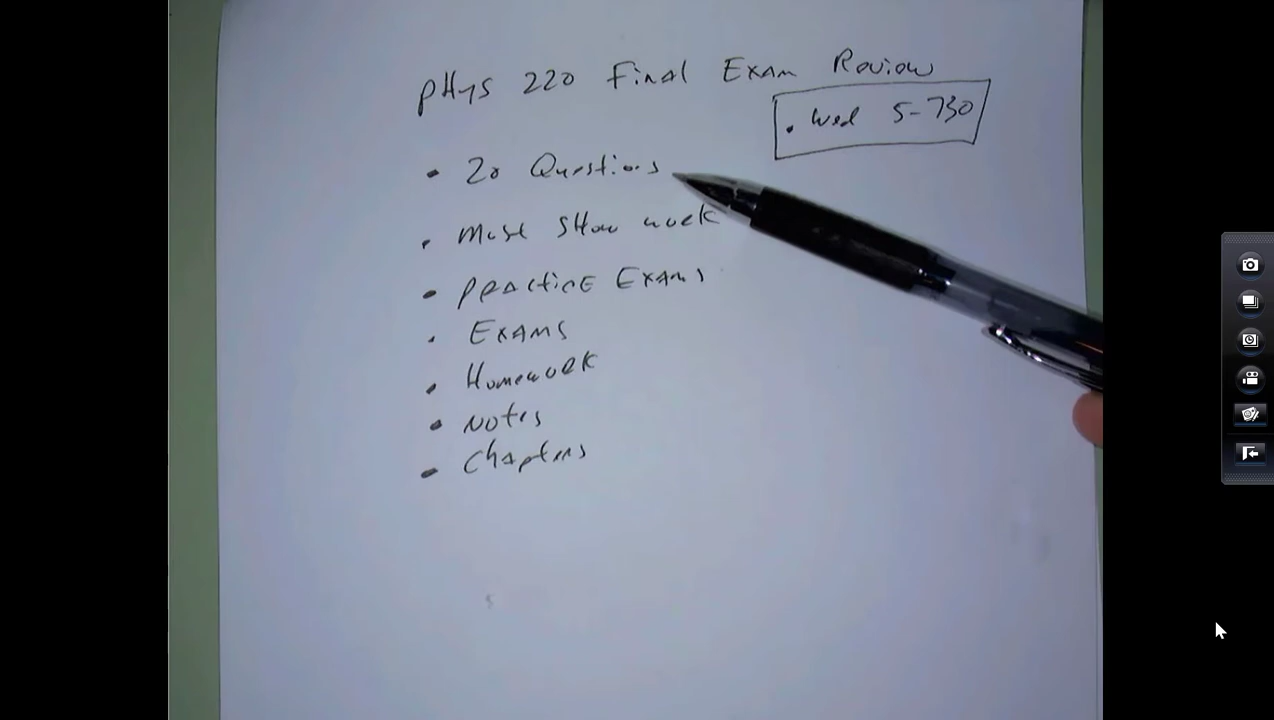 PHYS 220 Final Exam Review
• Wed 5-730
• 20 Questions
• Must Show work
• Practice Exams
• Exams
• Homework
• Notes
• Chapters